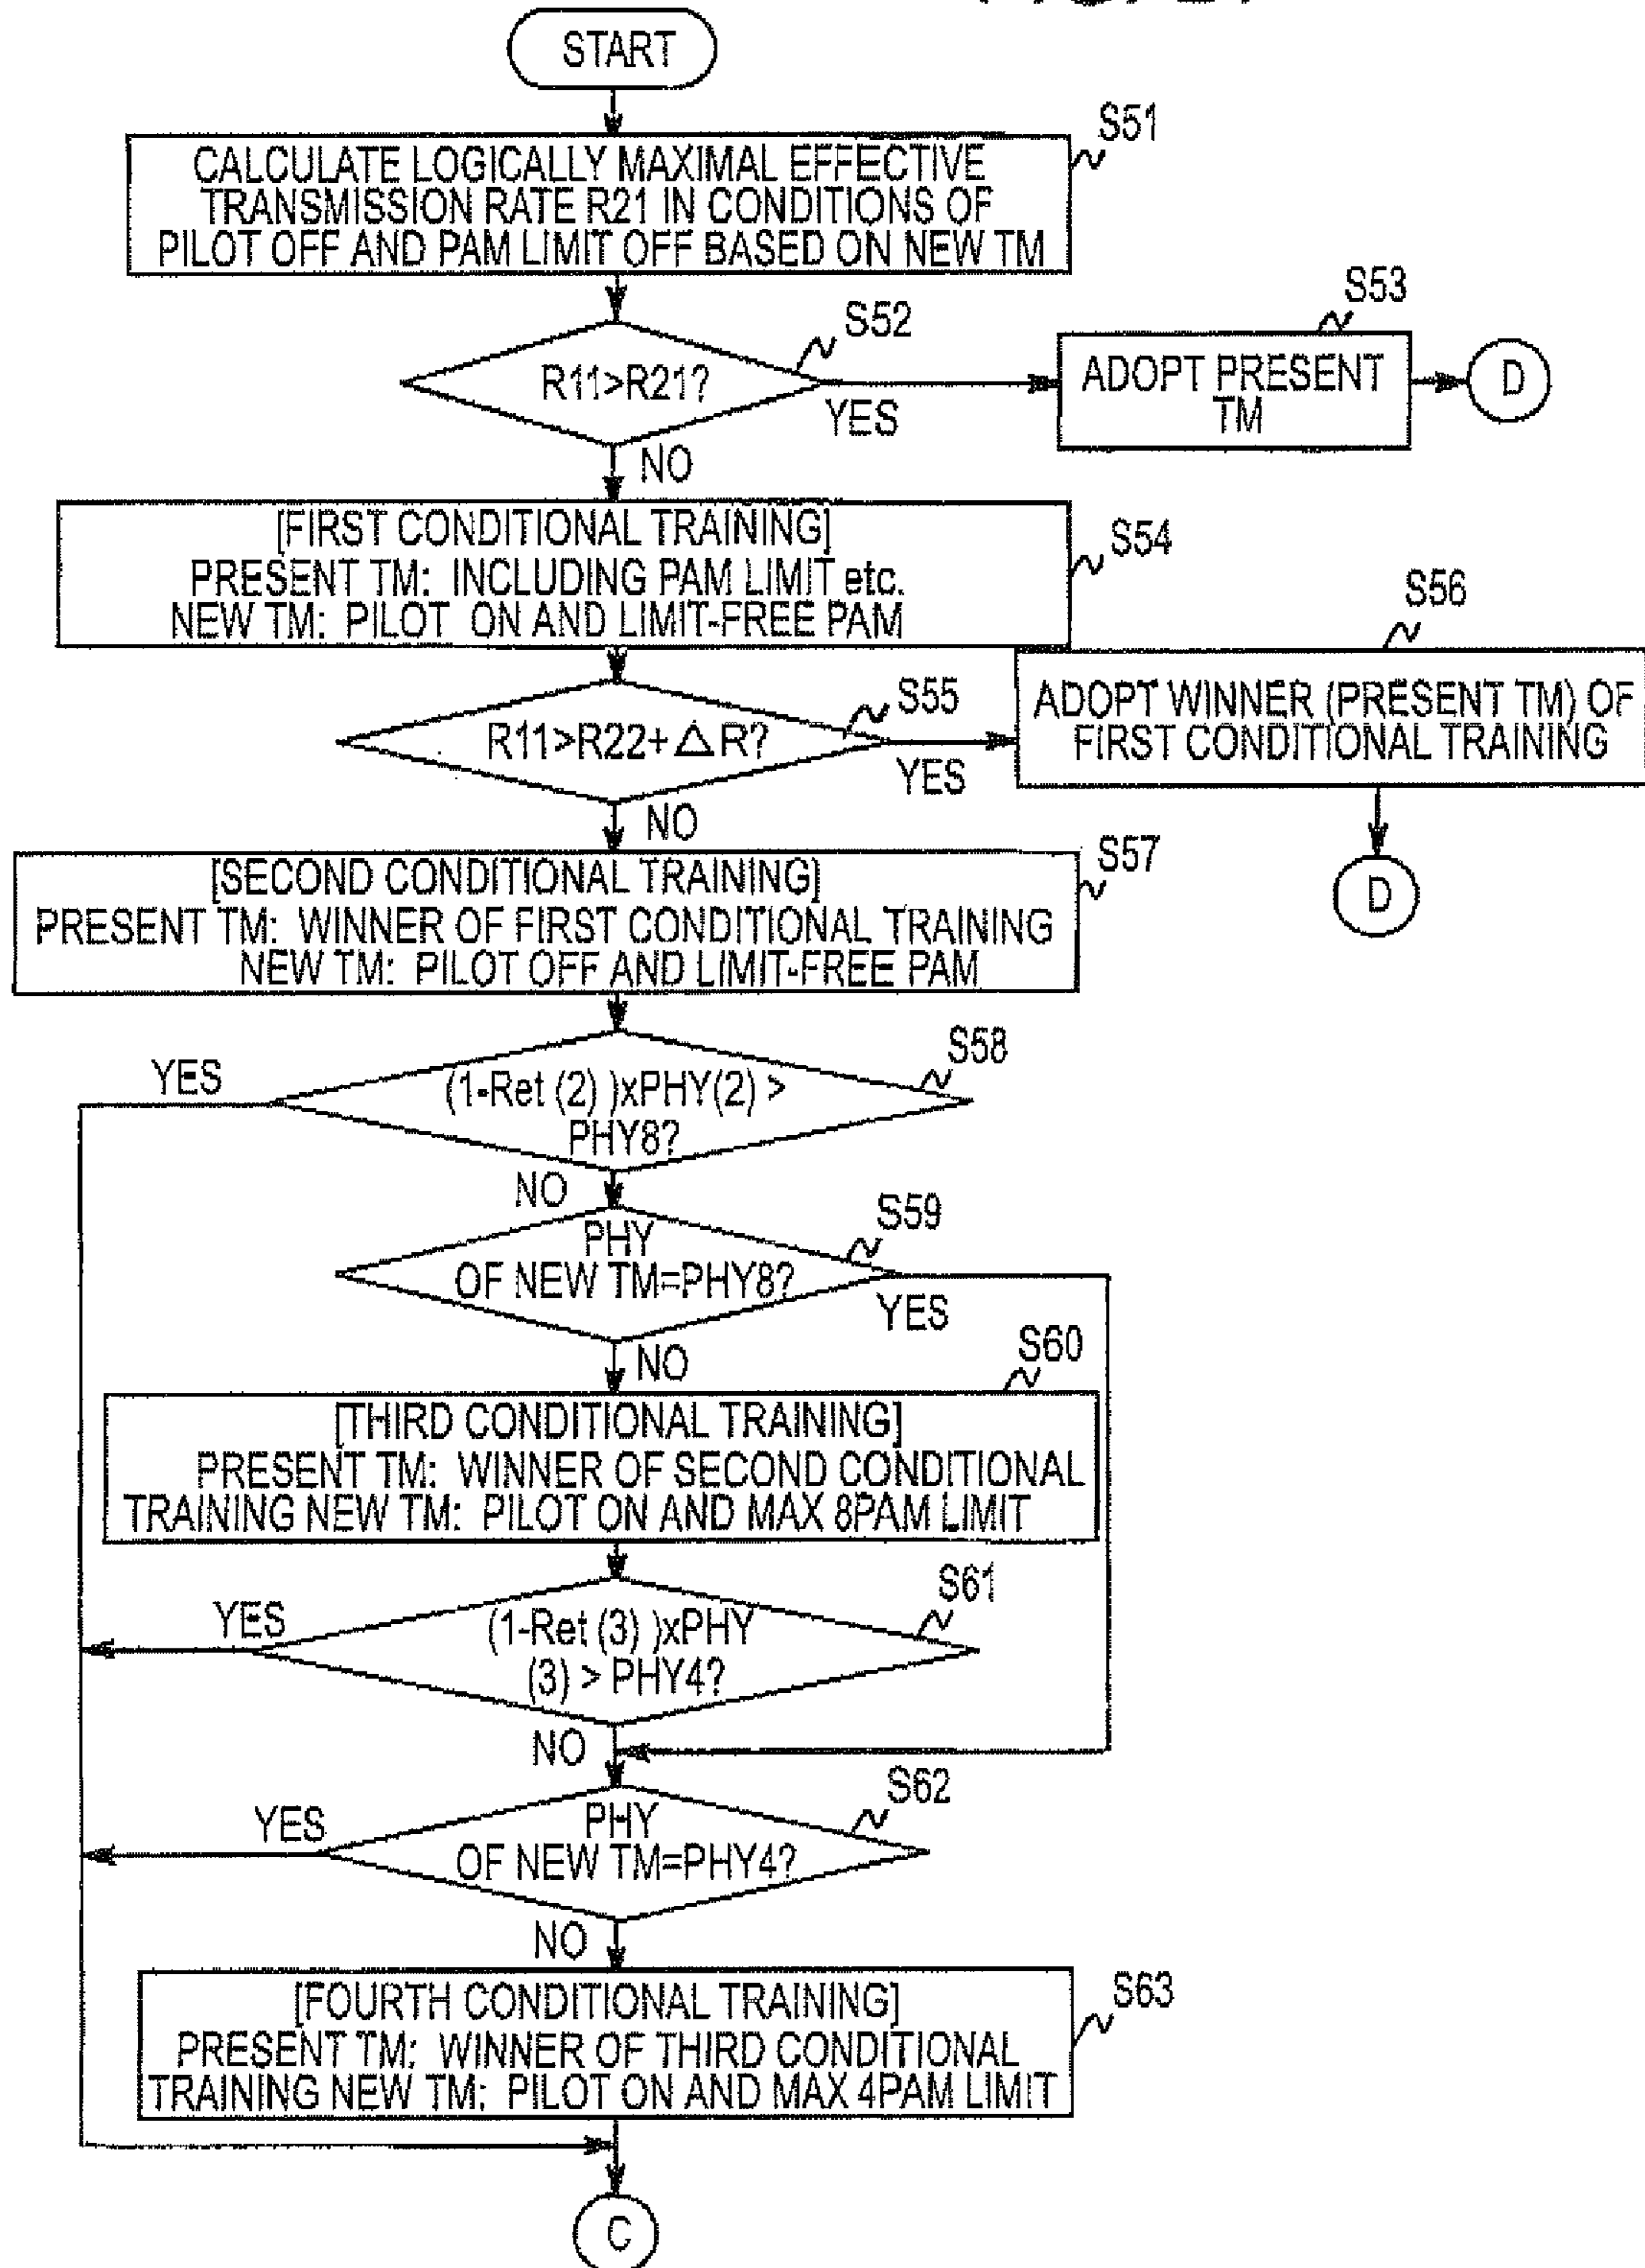 START
S51
CALCULATE LOGICALLY MAXIMAL EFFECTIVE
TRANSMISSION RATE R21 IN CONDITIONS OF
PILOT OFF AND PAM LIMIT OFF BASED ON NEW TM
S52
R11>R21?
YES
NO
S53
ADOPT PRESENT
TM
D
S54
[FIRST CONDITIONAL TRAINING]
PRESENT TM: INCLUDING PAM LIMIT etc.
NEW TM: PILOT ON AND LIMIT-FREE PAM
S55
R11>R22+△R?
YES
NO
S56
ADOPT WINNER (PRESENT TM) OF
FIRST CONDITIONAL TRAINING
D
S57
[SECOND CONDITIONAL TRAINING]
PRESENT TM: WINNER OF FIRST CONDITIONAL TRAINING
NEW TM: PILOT OFF AND LIMIT-FREE PAM
S58
YES
(1-Ret (2) )xPHY(2) >
PHY8?
NO
S59
PHY
OF NEW TM=PHY8?
YES
NO
S60
[THIRD CONDITIONAL TRAINING]
PRESENT TM: WINNER OF SECOND CONDITIONAL
TRAINING NEW TM: PILOT ON AND MAX 8PAM LIMIT
S61
YES
(1-Ret (3) )xPHY
(3) > PHY4?
NO
S62
YES
PHY
OF NEW TM=PHY4?
NO
S63
[FOURTH CONDITIONAL TRAINING]
PRESENT TM: WINNER OF THIRD CONDITIONAL
TRAINING NEW TM: PILOT ON AND MAX 4PAM LIMIT
C